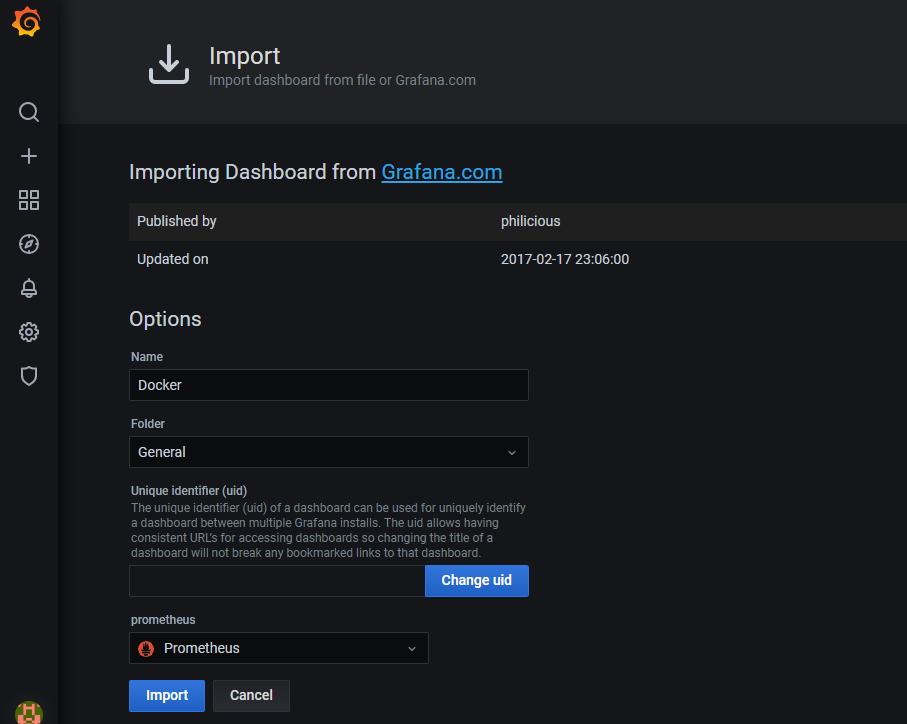 Import
Import dashboard from file or Grafana.com
Importing Dashboard from Grafana.com
Published by philicious
Updated on 2017-02-17 23:06:00
Options
Name
Docker
Folder
General
Unique identifier (uid)
The unique identifier (uid) of a dashboard can be used for uniquely identify
a dashboard between multiple Grafana installs. The uid allows having
consistent URL's for accessing dashboards so changing the title of a
dashboard will not break any bookmarked links to that dashboard.
Change uid
prometheus
Prometheus
Import Cancel